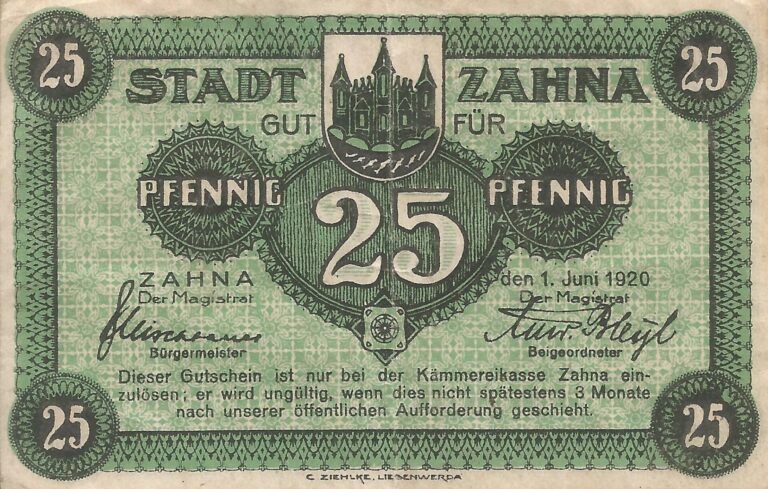 25 25
STADT ZAHNA
GUT FÜR
PFENNIG 25 PFENNIG
ZAHNA den 1. Juni 1920
Der Magistrat Der Magistrat
Bürgermeister Beigeordneter
Dieser Gutschein ist nur bei der Kämmereikasse Zahna ein-
zulösen; er wird ungültig, wenn dies nicht spätestens 3 Monate
nach unserer öffentlichen Aufforderung geschieht.
25 25
C. ZIEHLKE, LIEBENWERDA